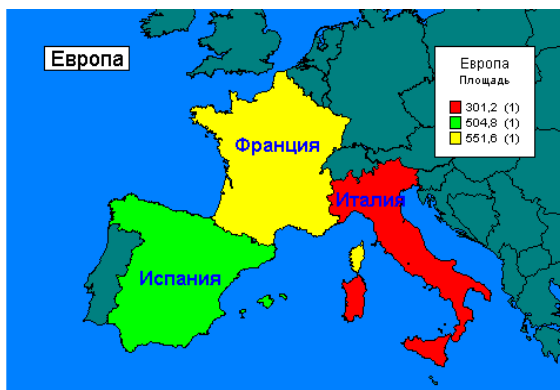 Европа
Европа
Площадь
301,2 (1)
504,8 (1)
551,6 (1)
Франция
Италия
Испания